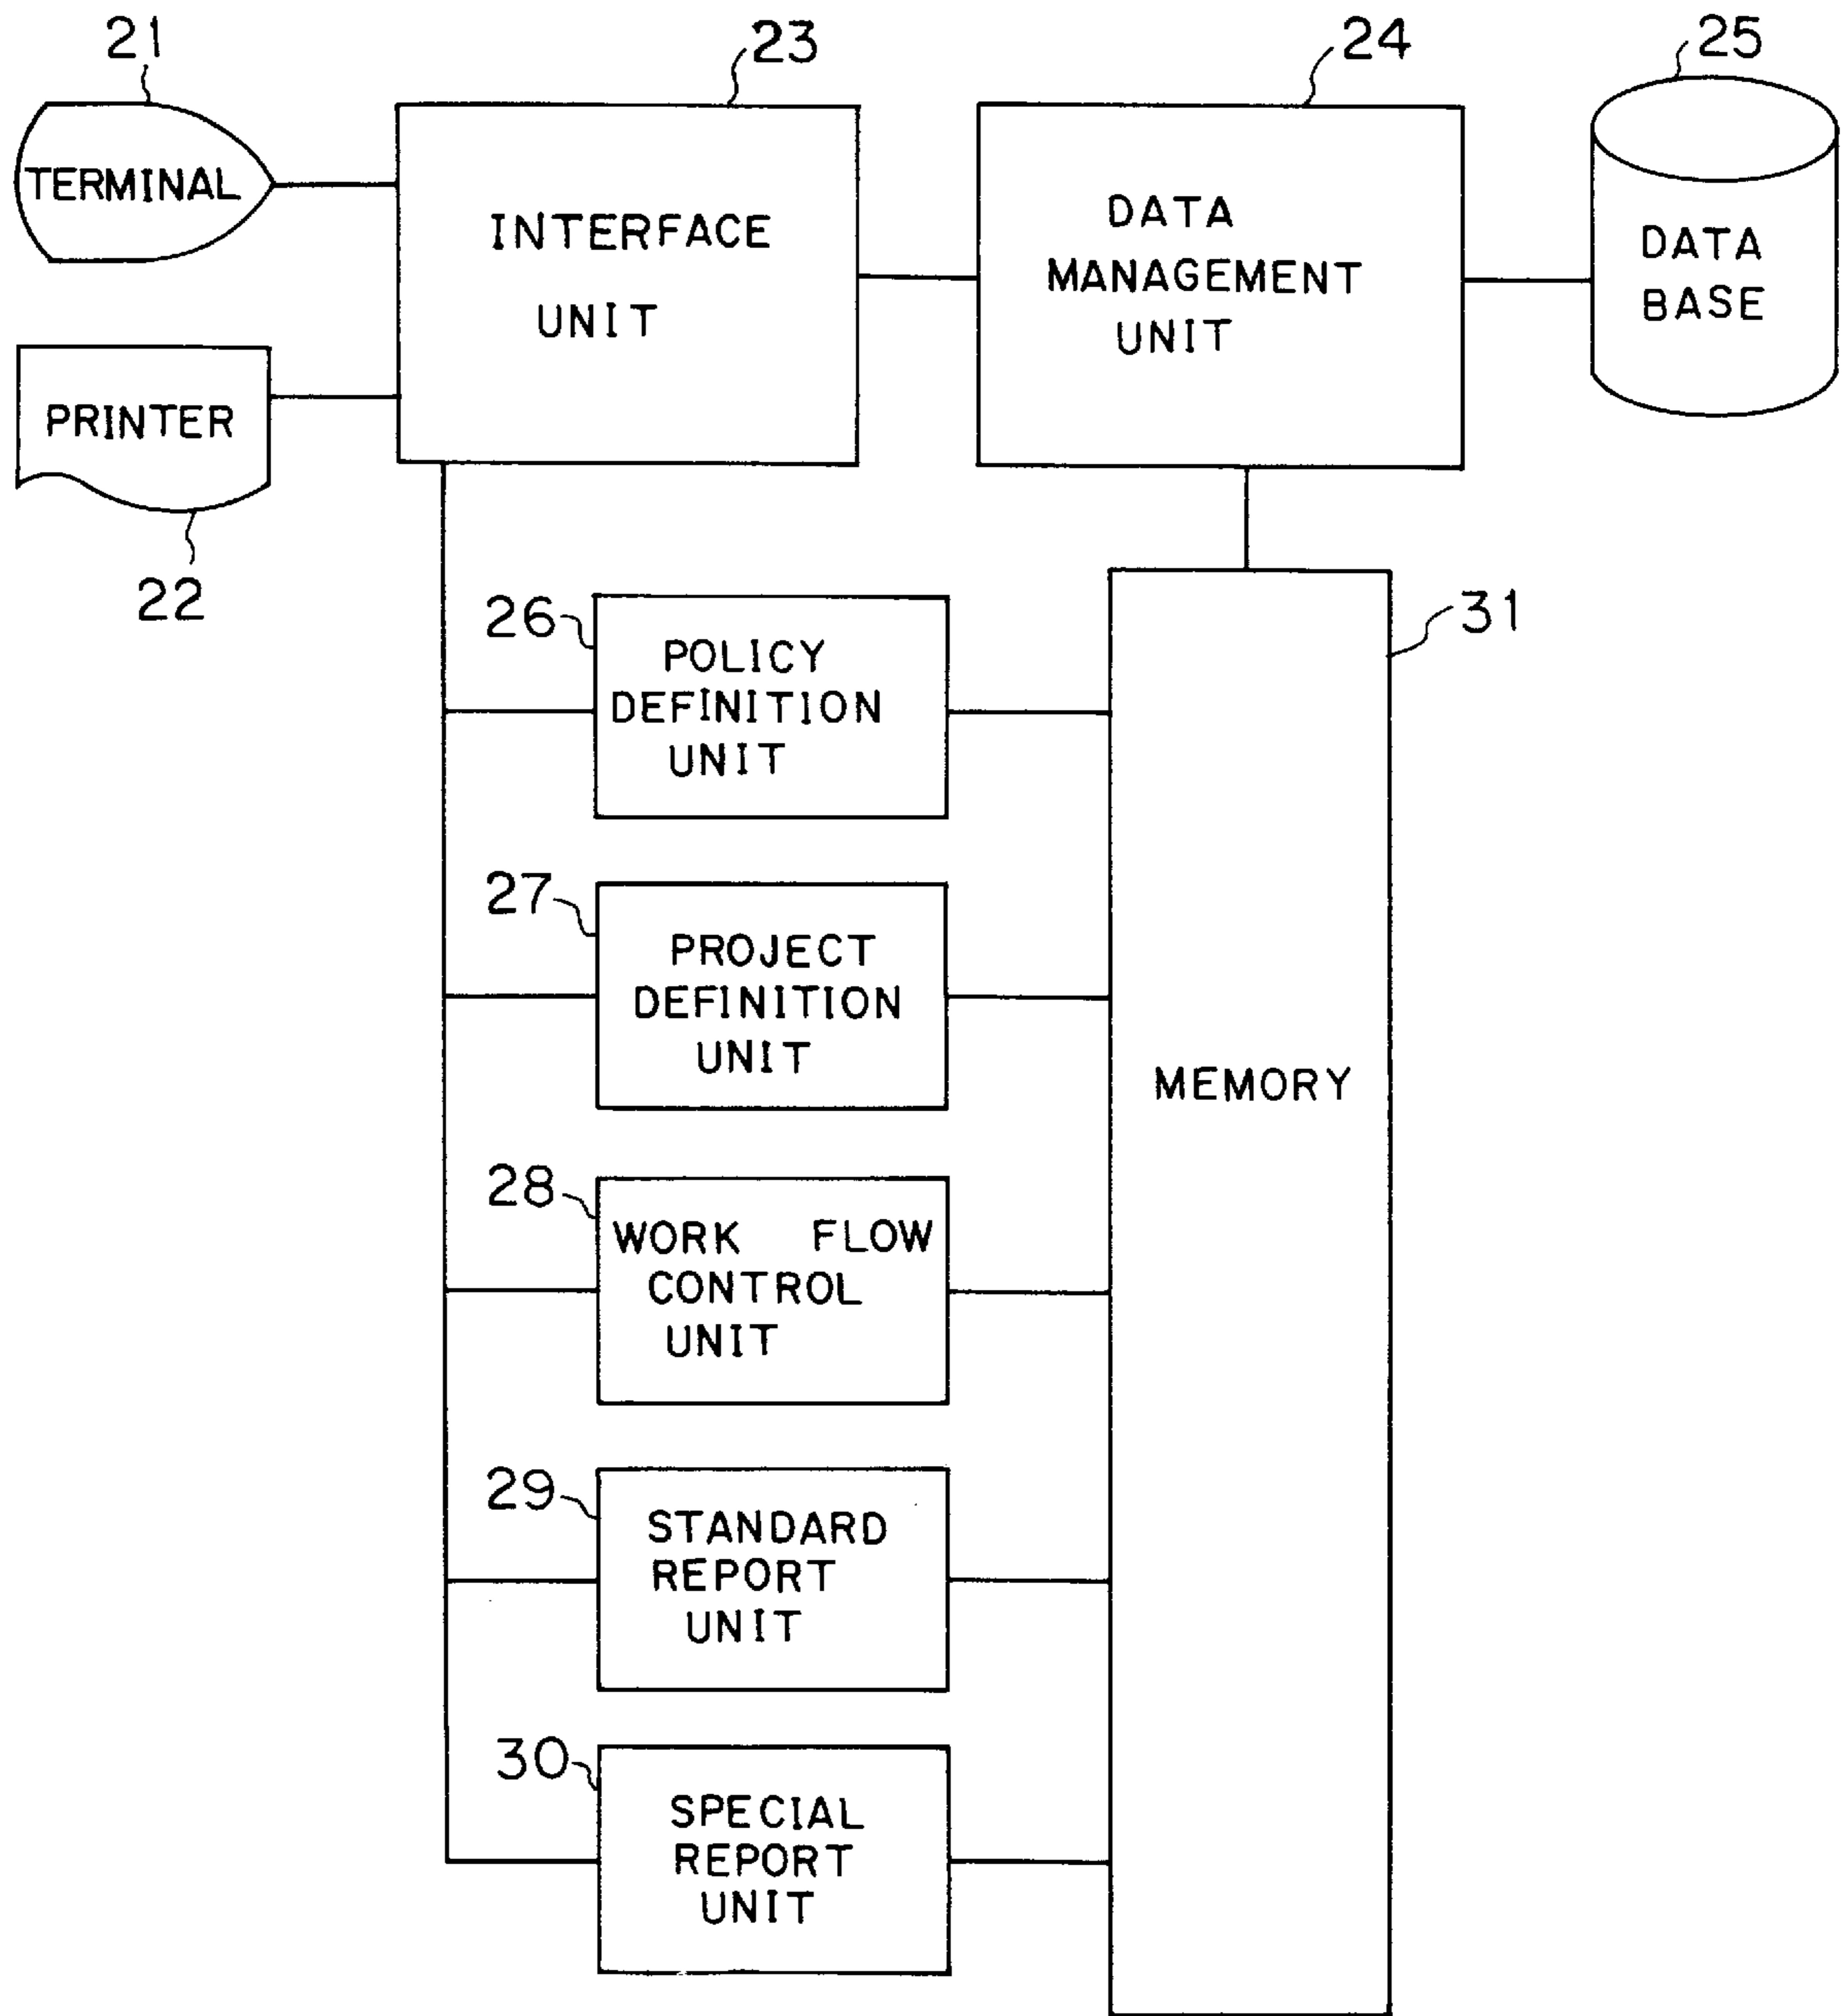 21
23
24
25
TERMINAL
INTERFACE
UNIT
DATA
MANAGEMENT
UNIT
DATA
BASE
PRINTER
22
26
POLICY
DEFINITION
UNIT
31
27
PROJECT
DEFINITION
UNIT
MEMORY
28
WORK FLOW
CONTROL
UNIT
29
STANDARD
REPORT
UNIT
30
SPECIAL
REPORT
UNIT